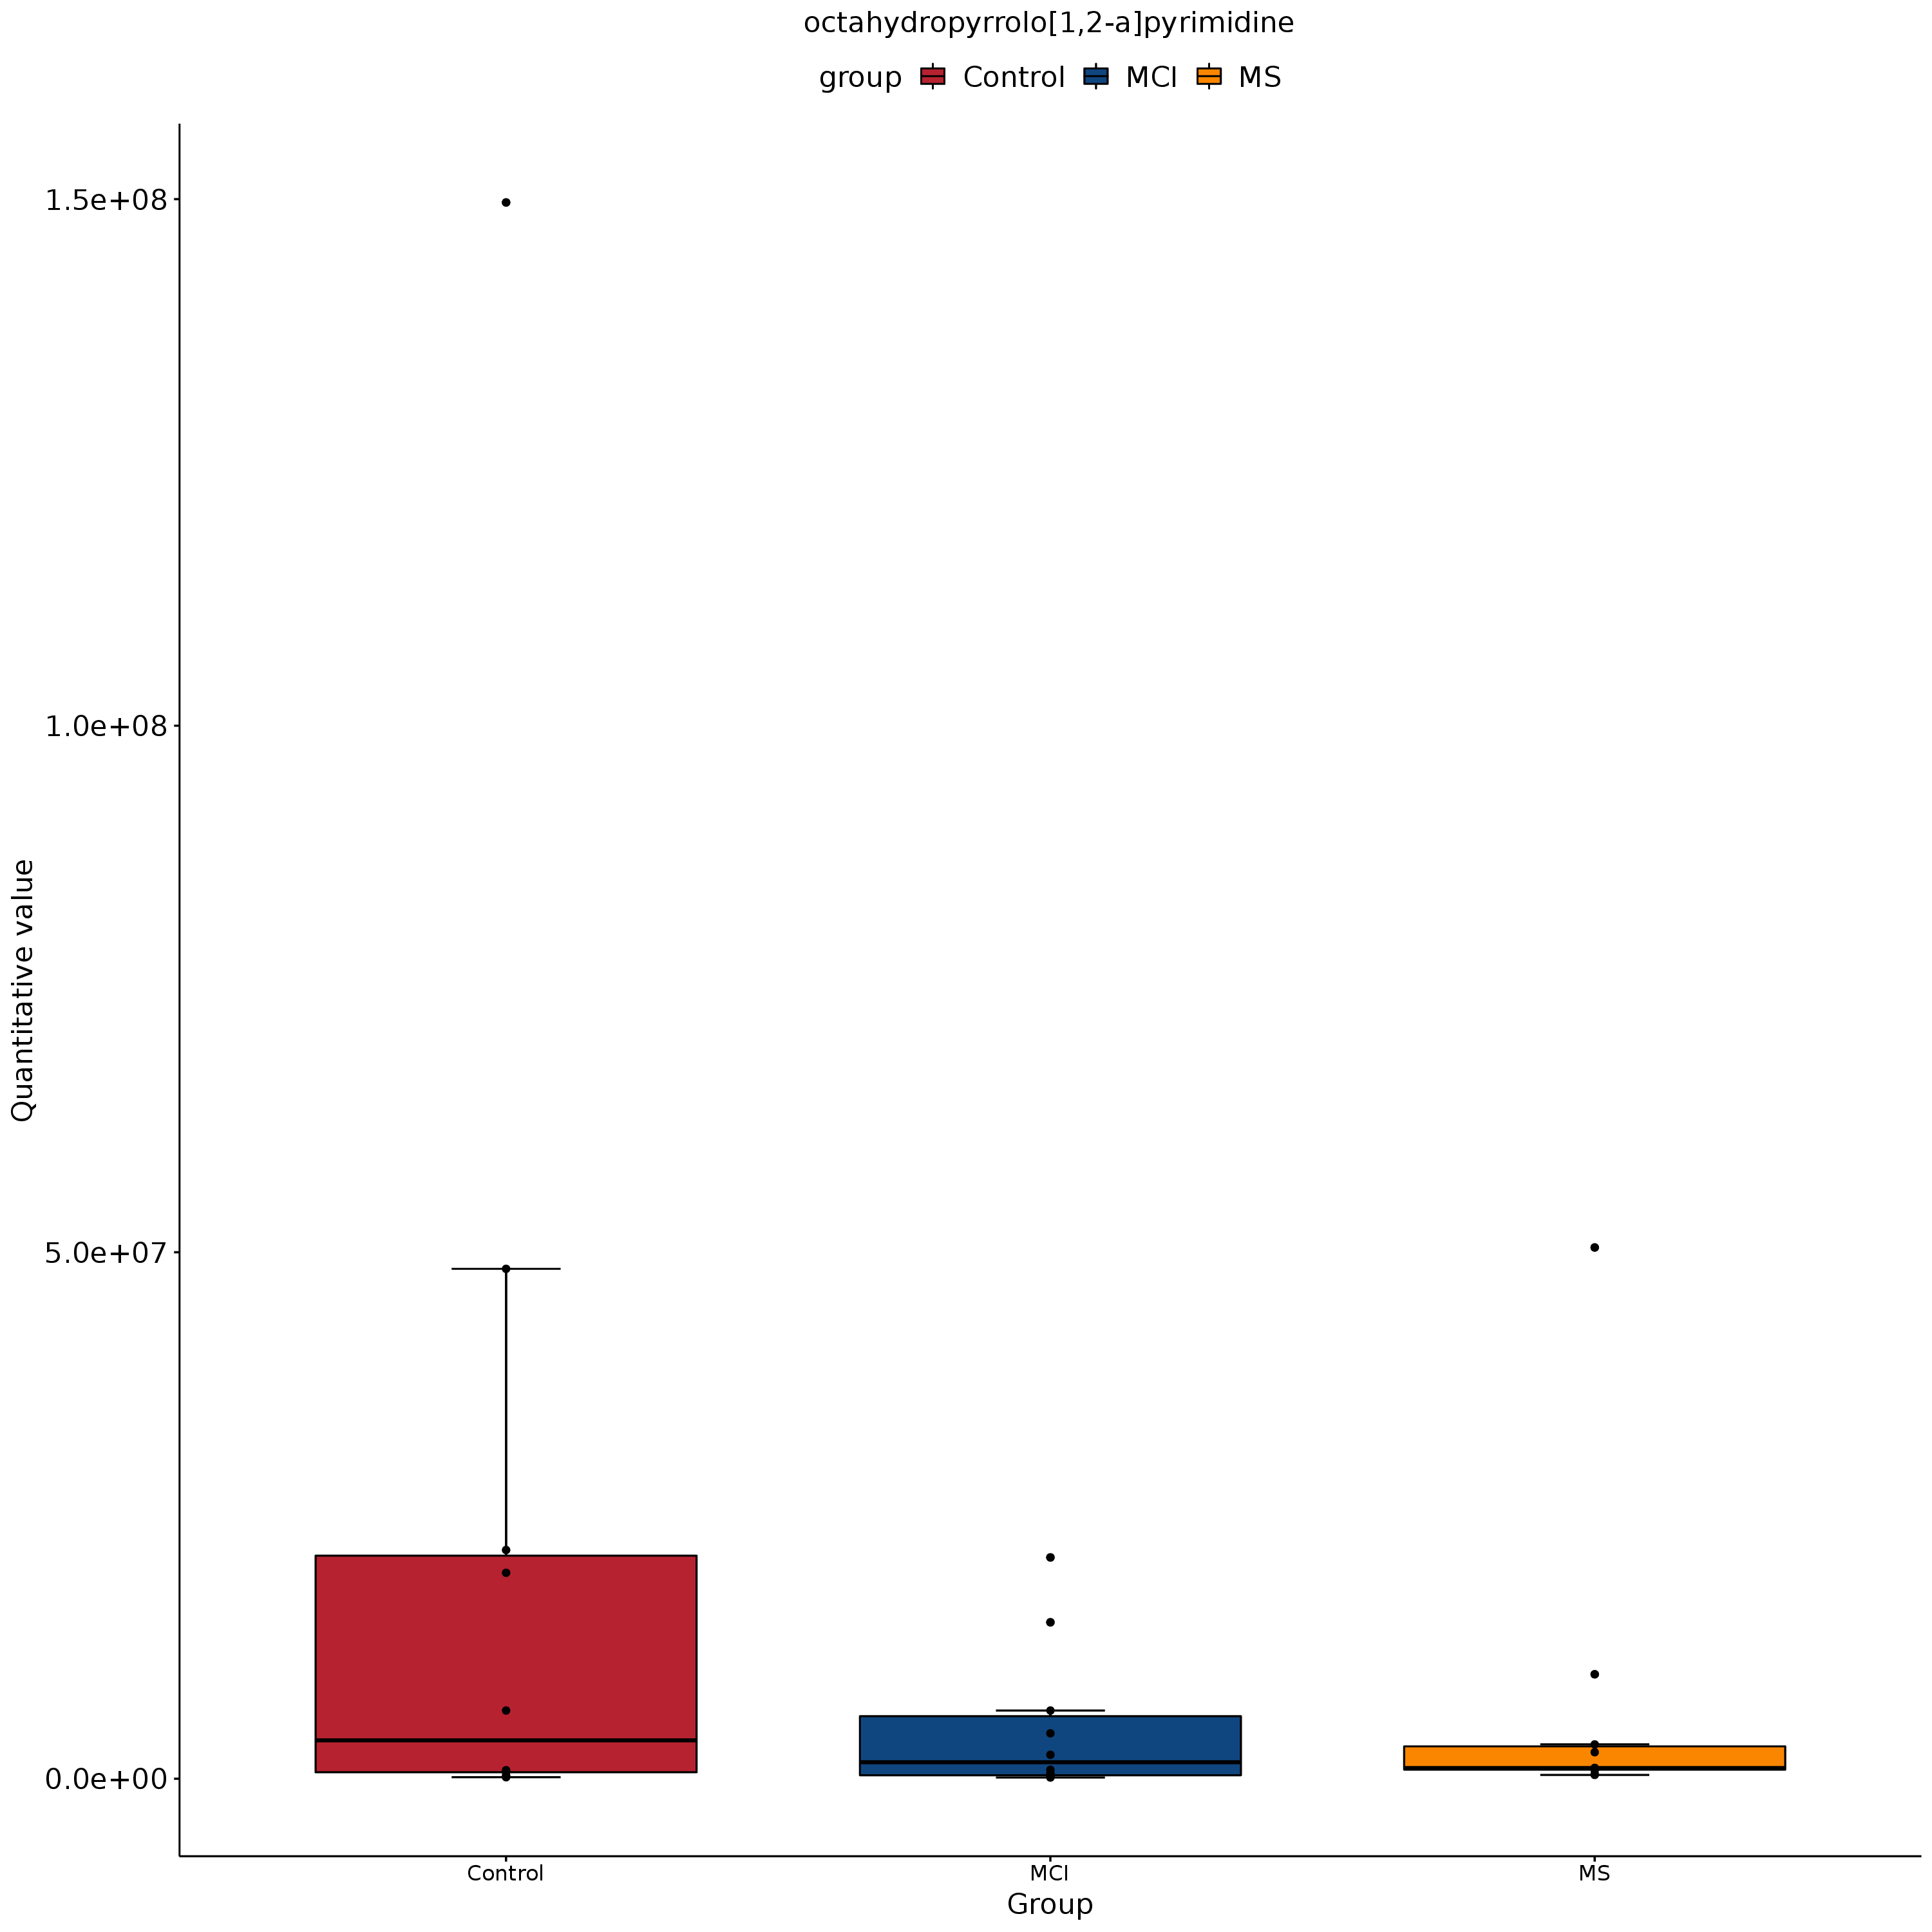 octahydropyrrolo[1,2-a]pyrimidine
group Control MCI MS
Quantitative value
1.5e+08
1.0e+08
5.0e+07
0.0e+00
Control MCI MS
Group